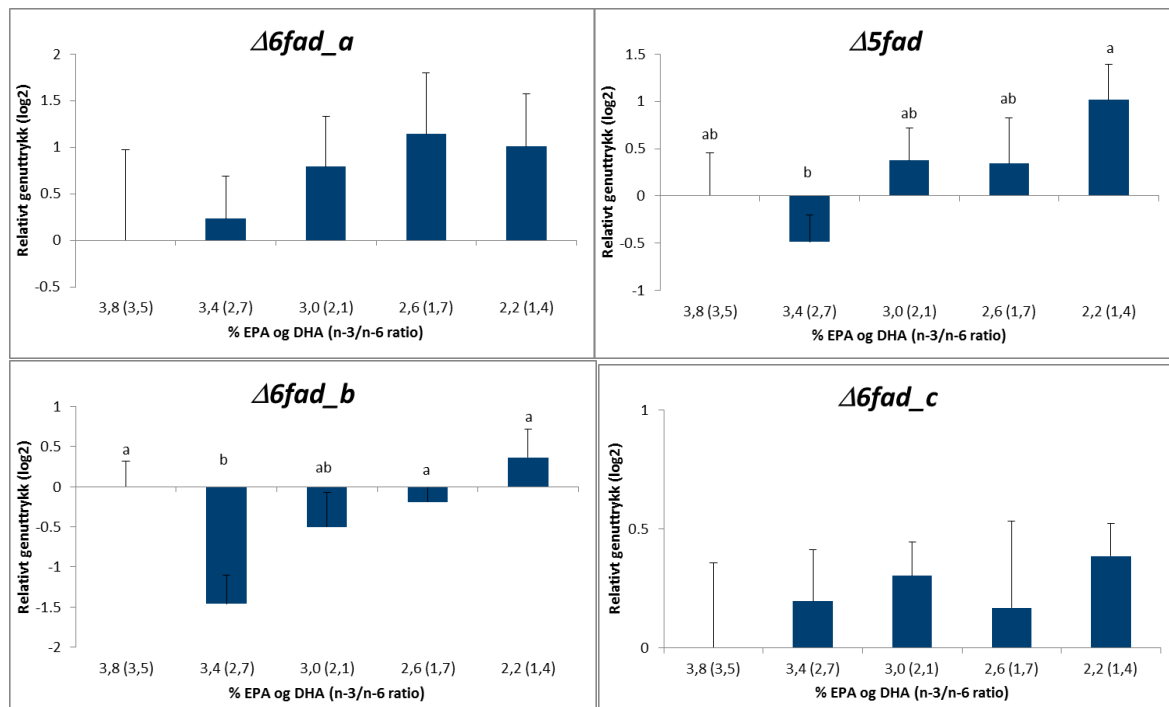 Δ6fad_a
Relativt genuttrykk (log2)
2
1.5
1
0.5
0
-0.5
3,8 (3,5) 3,4 (2,7) 3,0 (2,1) 2,6 (1,7) 2,2 (1,4)
% EPA og DHA (n-3/n-6 ratio)
Δ5fad
Relativt genuttrykk (log2)
1.5
1
0.5
0
-0.5
-1
ab b ab ab a
3,8 (3,5) 3,4 (2,7) 3,0 (2,1) 2,6 (1,7) 2,2 (1,4)
% EPA og DHA (n-3/n-6 ratio)
Δ6fad_b
Relativt genuttrykk (log2)
1
0.5
0
-0.5
-1
-1.5
-2
a b ab a a
3,8 (3,5) 3,4 (2,7) 3,0 (2,1) 2,6 (1,7) 2,2 (1,4)
% EPA og DHA (n-3/n-6 ratio)
Δ6fad_c
Relativt genuttrykk (log2)
1
0.5
0
3,8 (3,5) 3,4 (2,7) 3,0 (2,1) 2,6 (1,7) 2,2 (1,4)
% EPA og DHA (n-3/n-6 ratio)